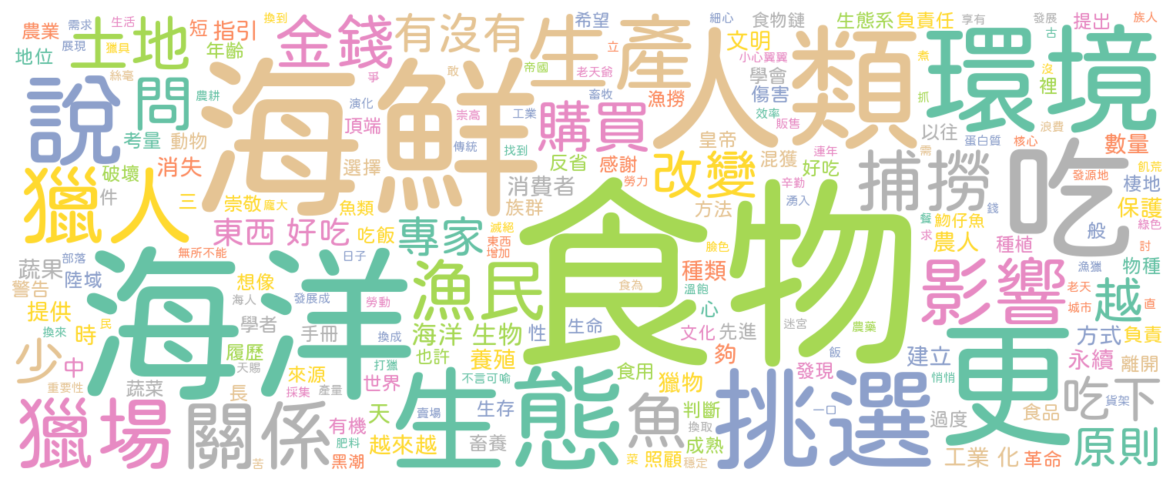 農業 需求 生活 換到 土地 短 指引 金錢 有沒有 生產 希望 細心 食物鏈 生態系 負責任 享有 發展 提出 古 族人
地位 展現 獵具 年齡 海鮮 立 文明 小心翼翼 人類 環境
說 問 絲毫 爭 敢 帝國 老天爺 學會 煮 沒 裡
農耕 演化 崇高 工業 畜牧 漁撈 傷害 效率 抓
考量 動物 頂端 傳統 找到 購買 皇帝 販售 以往 浪費 核心 數量
獵人 破壞 消失 選擇 反省 感謝 連年 混獲 蛋白質 捕撈 需 吃 飢荒
件 三 崇敬 龐大 魚類 消費者 族群 勞力 改變 辛勤 好吃 發源地 棲地
東西 好吃 吃飯 滅絕 專家 方法 湧入 聲 錢 魩仔魚 般 保護 綠色
無所不能 東西 增加 食物 臉色 求 農人 種植 討
蔬果 部落 想像 日子 漁民 種類 食為 溫飽 影響 漁獵 物種
警告 陸域 海洋 海人 發展成 勞動 心 老天 越 直
提供 時 學者 手冊 海洋 生物 性 生命 文化 先進 迷宮 農藥 城市 方式 負責
換來 民 履歷 天賜 換成 也許 養殖 夠 飯 建立 更 永續 重要性
少 中 蔬菜 來源 打獵 世界 不言可喻 食用 獵物 發現 悄悄 離開
採集 產量 長 天 生態 賣場 生存 魚 換取 判斷 挑選 一口 過度 食品 貨架 吃下
獵場 關係 有機 肥料 越來越 畜養 成熟 原則
苦 黑潮 菜 照顧 穩定 工業 化 革命